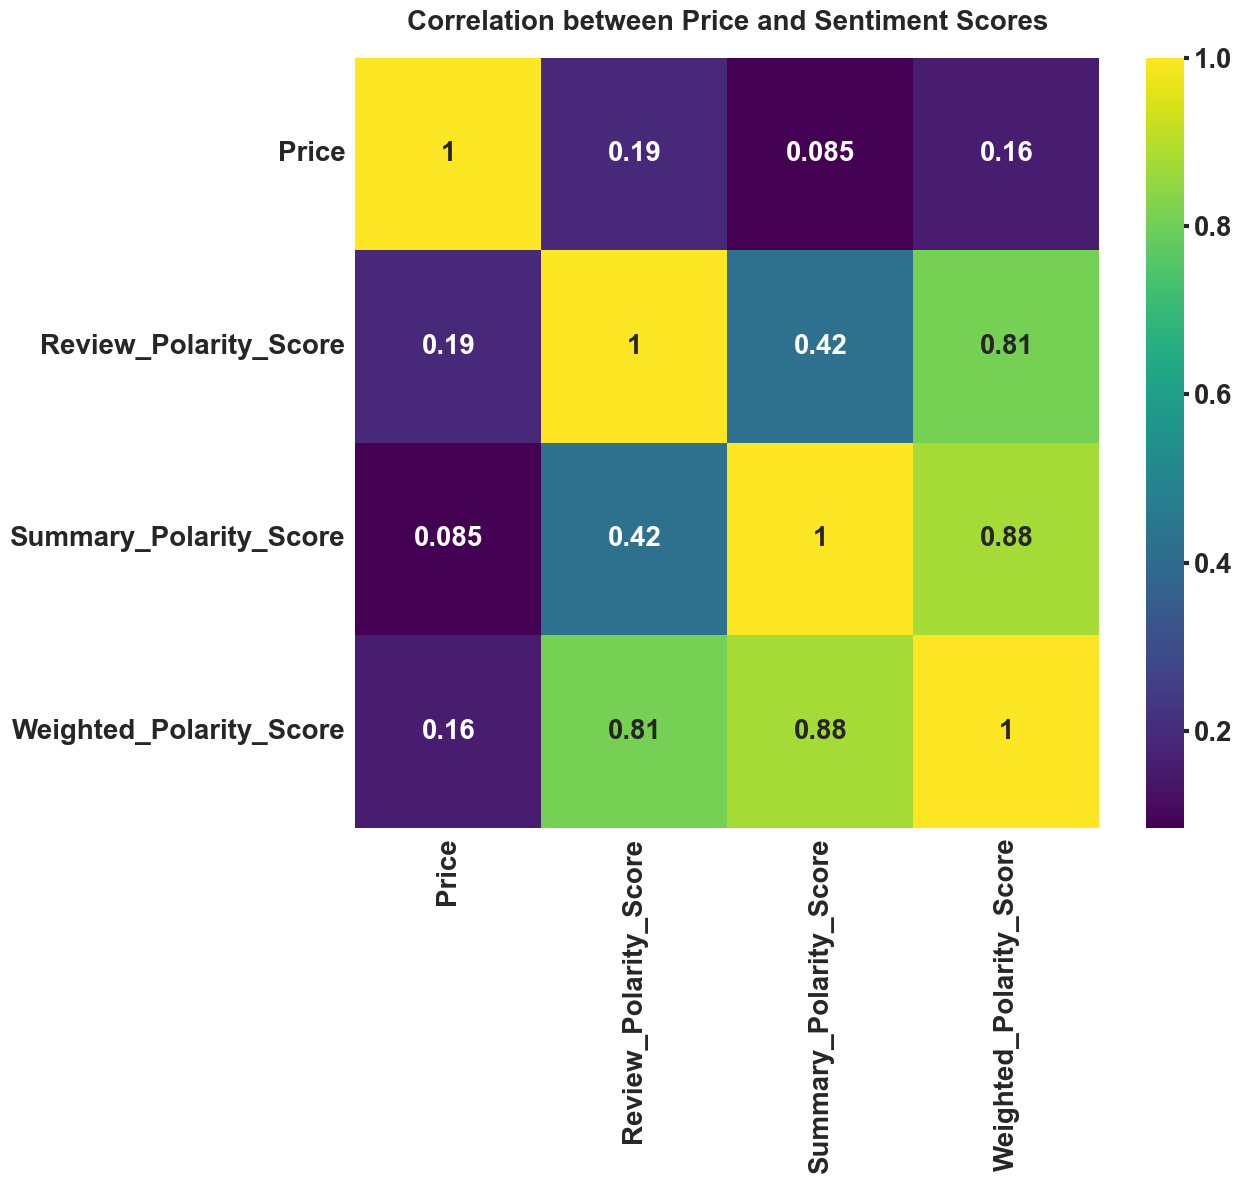 Correlation between Price and Sentiment Scores
Price
1
0.19
0.085
0.16
Review_Polarity_Score
0.19
1
0.42
0.81
Summary_Polarity_Score
0.085
0.42
1
0.88
Weighted_Polarity_Score
0.16
0.81
0.88
1
Price
Review_Polarity_Score
Summary_Polarity_Score
Weighted_Polarity_Score
1.0
0.8
0.6
0.4
0.2